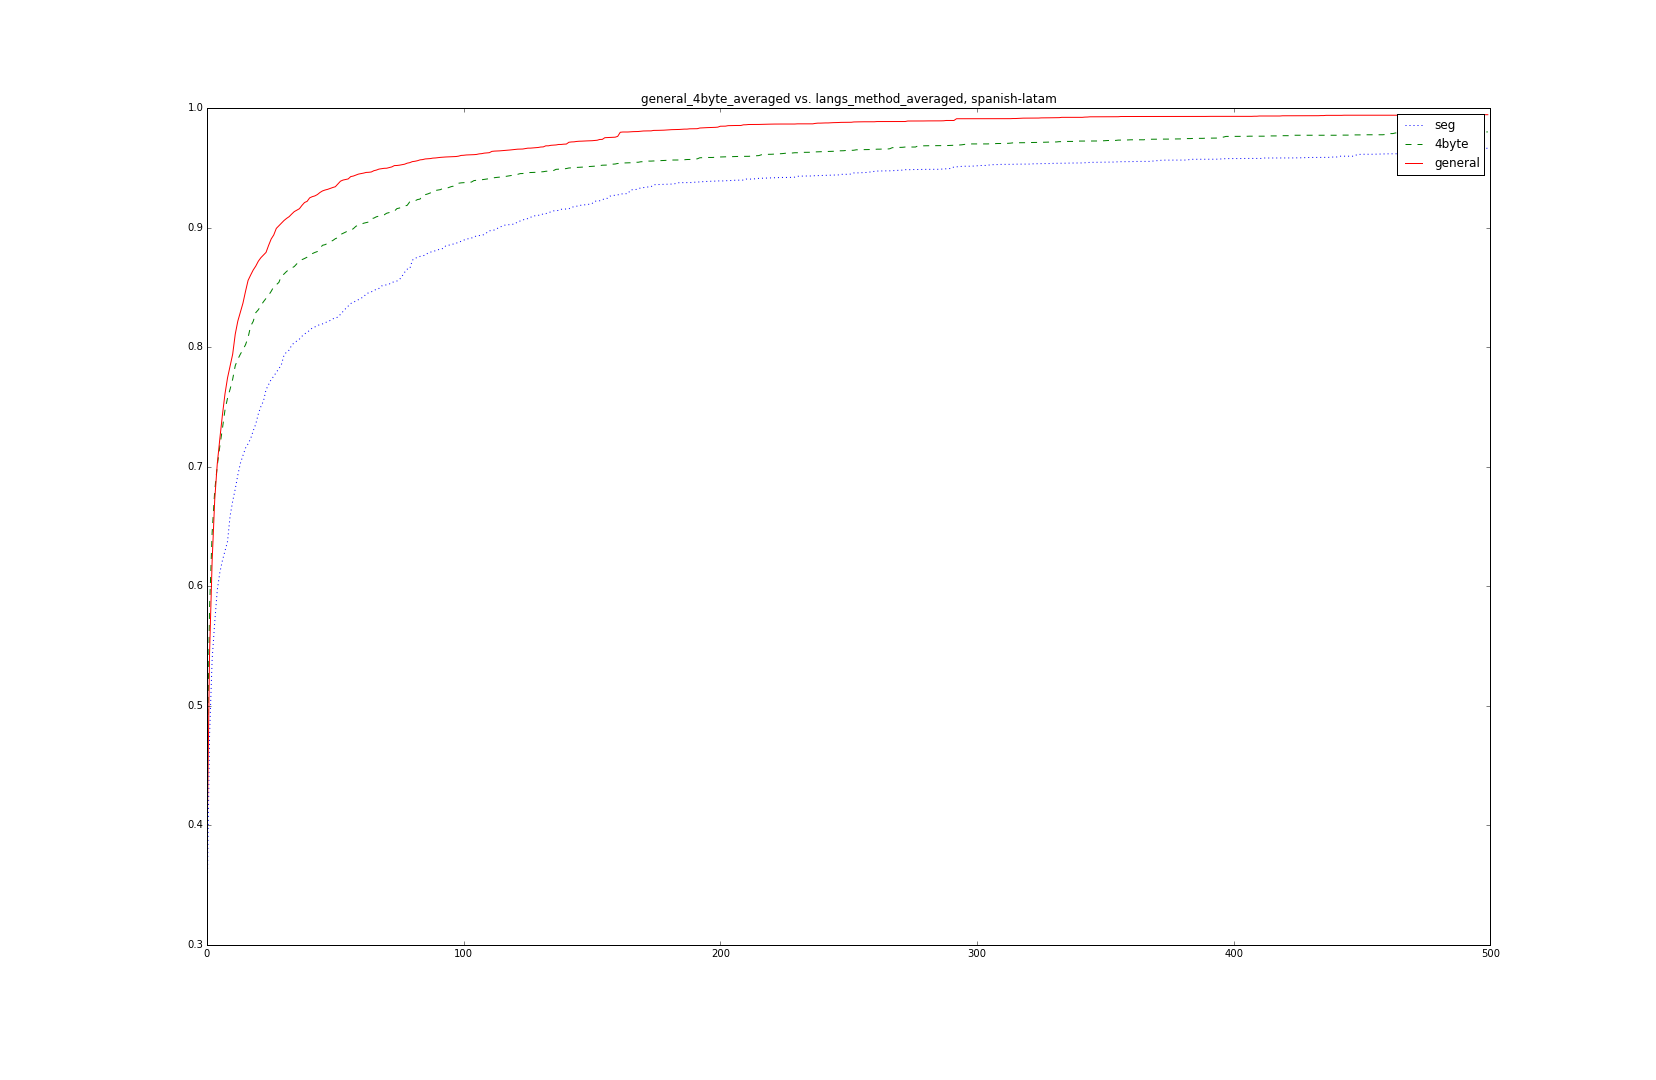 general_4byte_averaged vs. langs_method_averaged, spanish-latam
1.0
0.9
0.8
0.7
0.6
0.5
0.4
0.3
0 100 200 300 400 500
seg
4byte
general